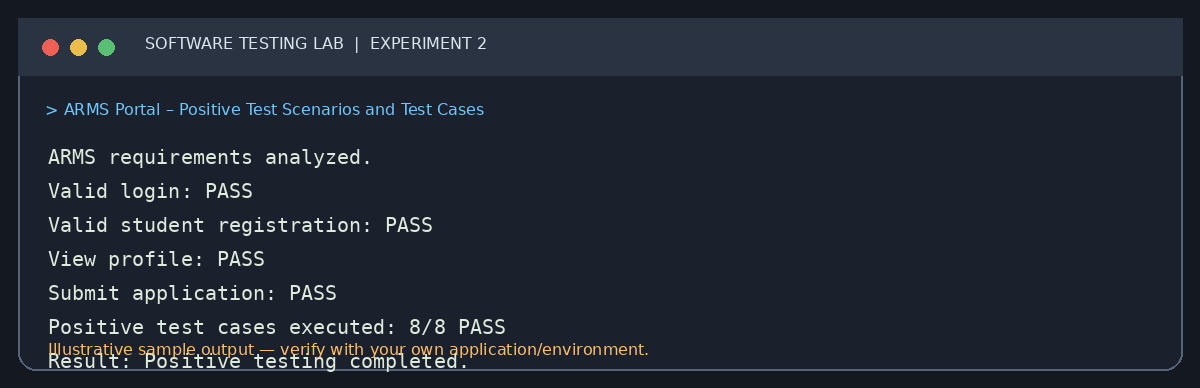 SOFTWARE TESTING LAB | EXPERIMENT 2
> ARMS Portal – Positive Test Scenarios and Test Cases
ARMS requirements analyzed.
Valid login: PASS
Valid student registration: PASS
View profile: PASS
Submit application: PASS
Positive test cases executed: 8/8 PASS
Illustrative sample output — verify with your own application/environment.
Result: Positive testing completed.